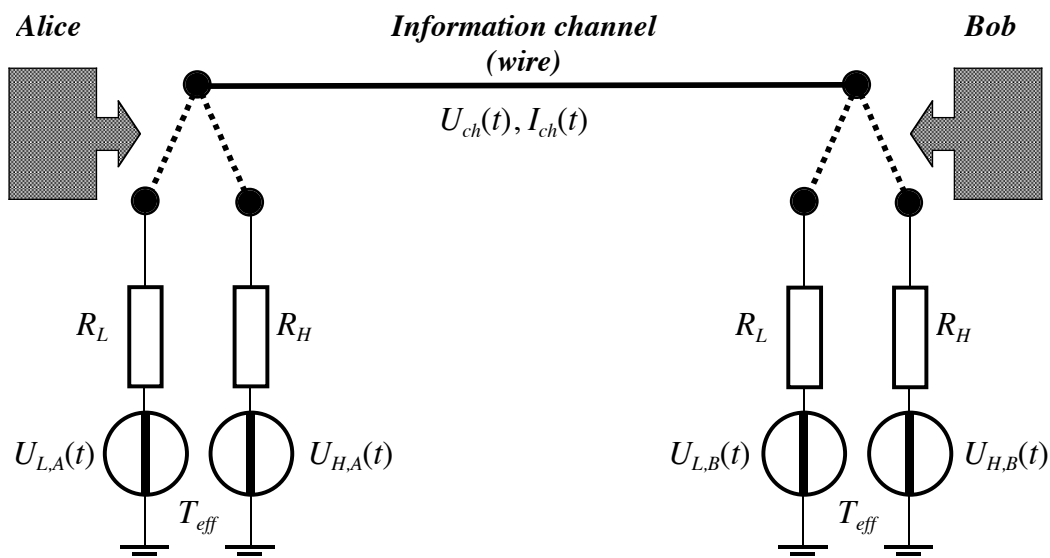 Alice
Information channel
(wire)
Bob
U_ch(t), I_ch(t)
R_L
R_H
R_L
R_H
U_L,A(t)
U_H,A(t)
U_L,B(t)
U_H,B(t)
T_eff
T_eff